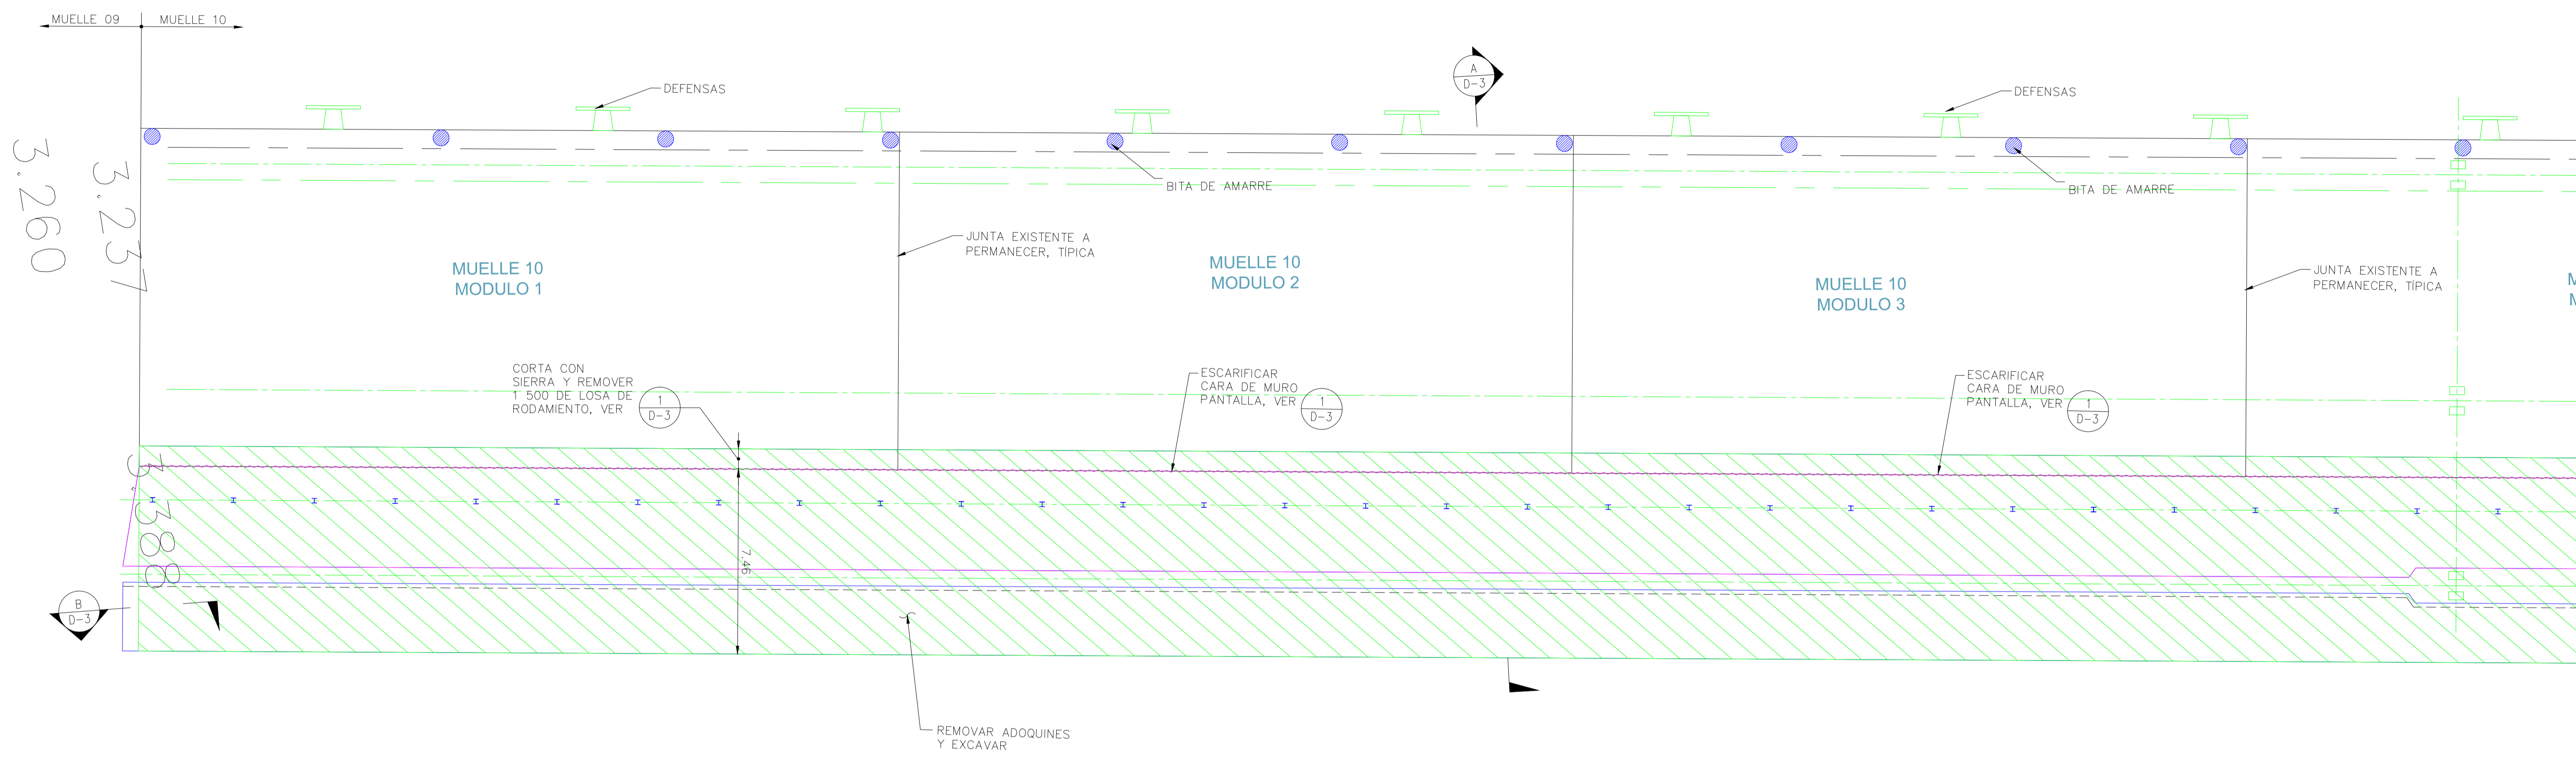 MUELLE 09
MUELLE 10
A
D-3
DEFENSAS
DEFENSAS
3.260
3.237
BITA DE AMARRE
BITA DE AMARRE
JUNTA EXISTENTE A
PERMANECER, TÍPICA
JUNTA EXISTENTE A
PERMANECER, TÍPICA
MUELLE 10
MODULO 1
MUELLE 10
MODULO 2
MUELLE 10
MODULO 3
CORTA CON
SIERRA Y REMOVER
1 500 DE LOSA DE
RODAMIENTO, VER
1
D-3
ESCARIFICAR
CARA DE MURO
PANTALLA, VER
1
D-3
ESCARIFICAR
CARA DE MURO
PANTALLA, VER
1
D-3
3.380
7.46
B
D-3
REMOVAR ADOQUINES
Y EXCAVAR